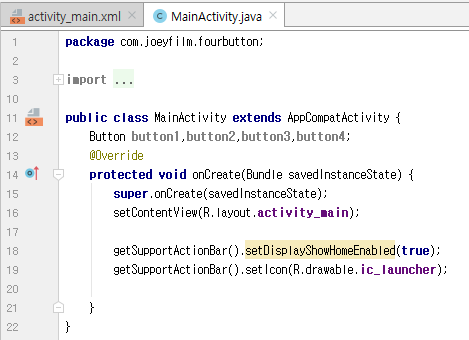 activity_main.xml × MainActivity.java ×
1 package com.joeyfilm.fourbutton;
2
3 import ...
10
11 public class MainActivity extends AppCompatActivity {
12 Button button1,button2,button3,button4;
13 @Override
14 protected void onCreate(Bundle savedInstanceState) {
15 super.onCreate(savedInstanceState);
16 setContentView(R.layout.activity_main);
17
18 getSupportActionBar().setDisplayShowHomeEnabled(true);
19 getSupportActionBar().setIcon(R.drawable.ic_launcher);
20
21 }
22 }